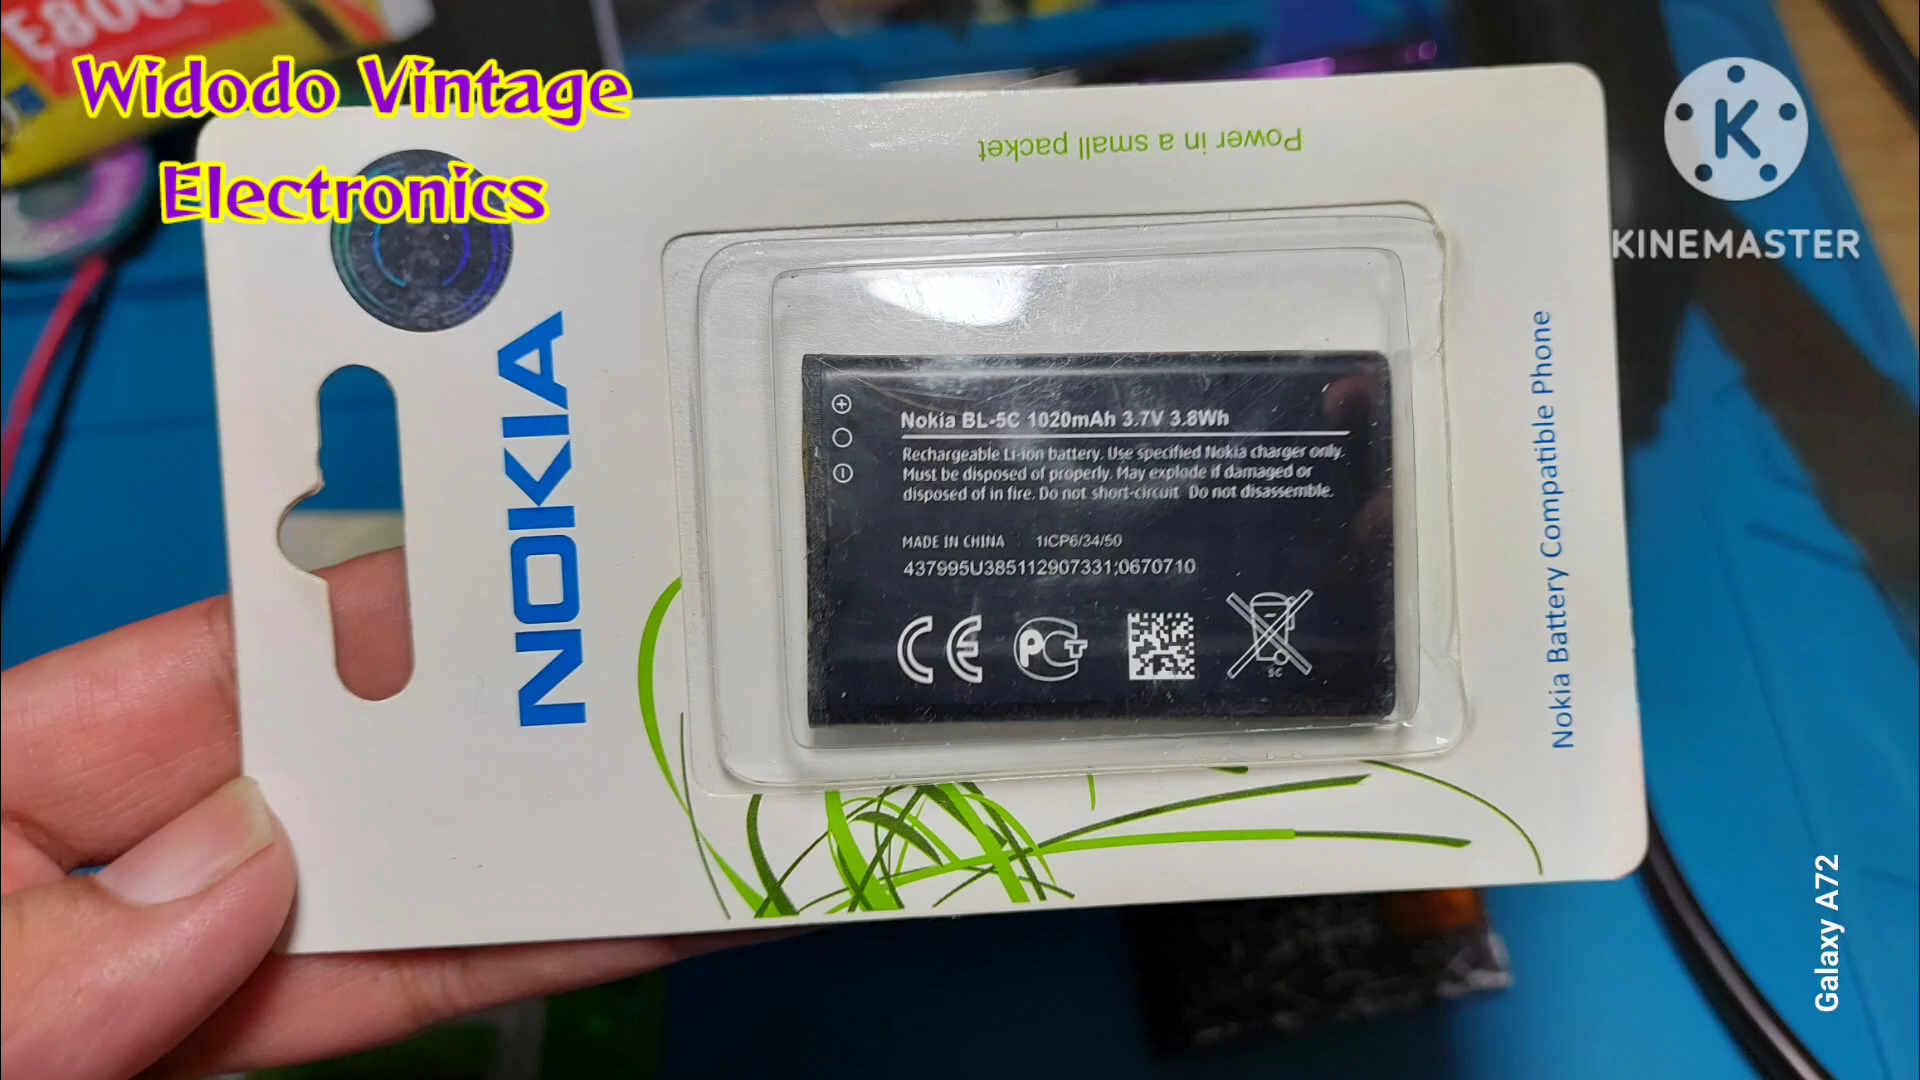 E800
Widodo Vintage
Electronics
K
KINEMASTER
Power in a small packet
NOKIA
Nokia BL-5C 1020mAh 3.7V 3.8Wh
Rechargeable Li-ion battery. Use specified Nokia charger only.
Must be disposed of properly. May explode if damaged or
disposed of in fire. Do not short-circuit Do not disassemble.
MADE IN CHINA 1ICP6/34/50
437995U385112907331;0670710
CE PCT
SC
Nokia Battery Compatible Phone
Galaxy A72